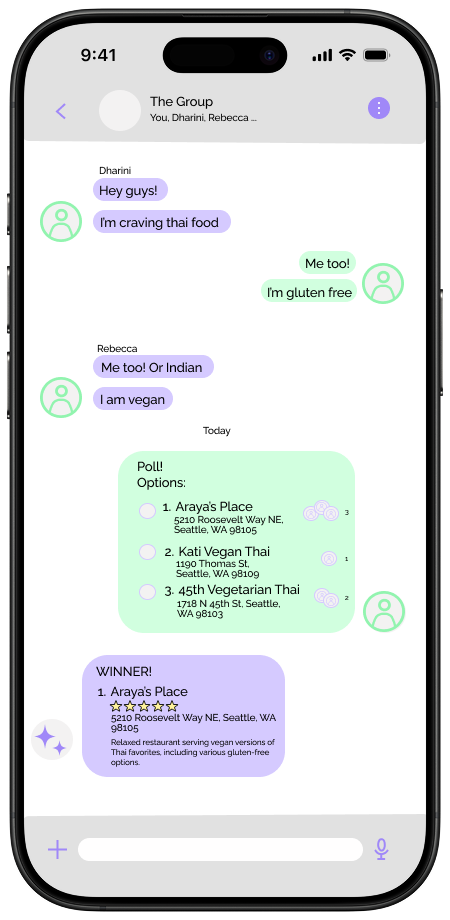 9:41
The Group
You, Dharini, Rebecca ...
Dharini
Hey guys!
I'm craving thai food
Me too!
I'm gluten free
Rebecca
Me too! Or Indian
I am vegan
Today
Poll!
Options:
1. Araya's Place
5210 Roosevelt Way NE,
Seattle, WA 98105
3
2. Kati Vegan Thai
1190 Thomas St,
Seattle, WA 98109
1
3. 45th Vegetarian Thai
1718 N 45th St, Seattle,
WA 98103
2
WINNER!
1. Araya's Place
5210 Roosevelt Way NE, Seattle, WA
98105
Relaxed restaurant serving vegan versions of
Thai favorites, including various gluten-free
options.